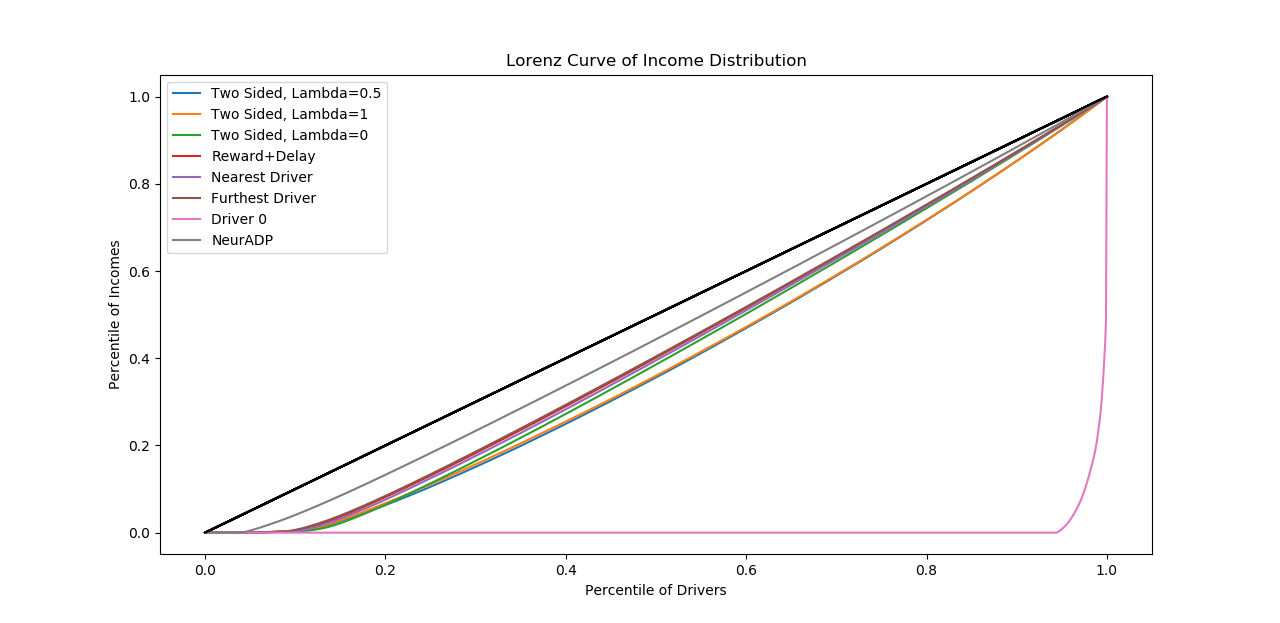 Lorenz Curve of Income Distribution
Two Sided, Lambda=0.5
Two Sided, Lambda=1
Two Sided, Lambda=0
Reward+Delay
Nearest Driver
Furthest Driver
Driver 0
NeurADP
1.0
0.8
0.6
0.4
0.2
0.0
Percentile of Incomes
0.0 0.2 0.4 0.6 0.8 1.0
Percentile of Drivers